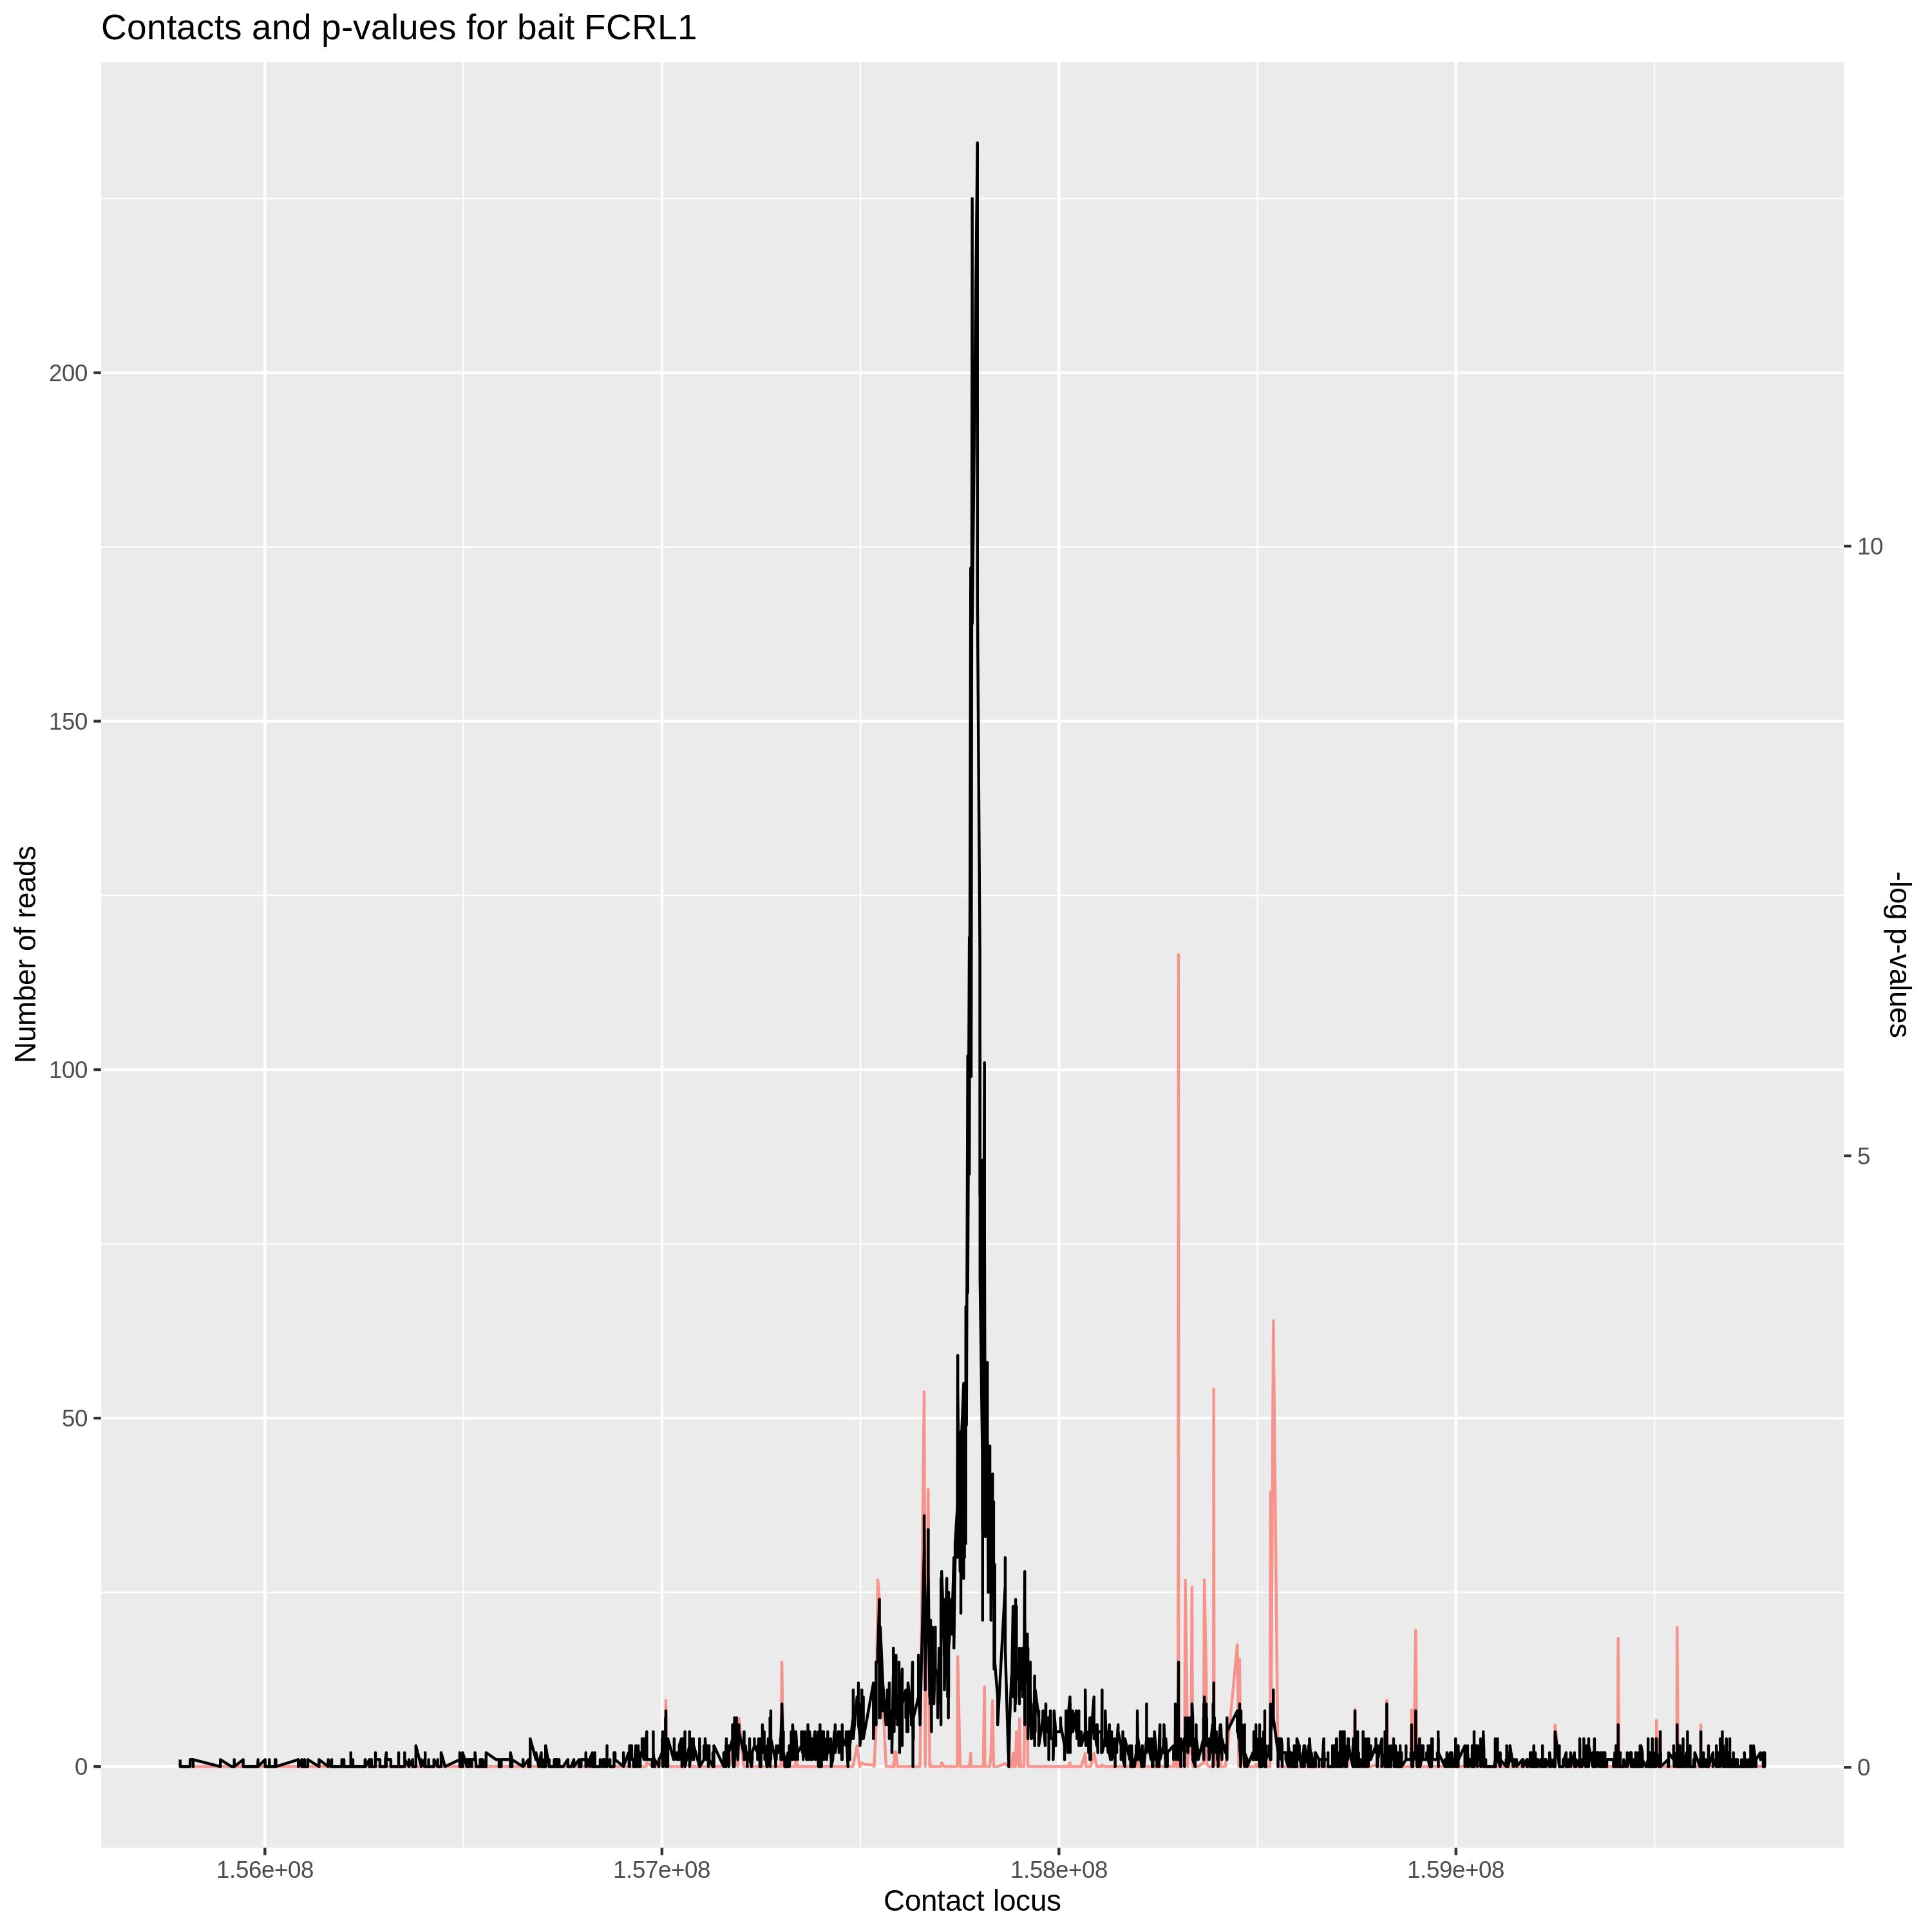 Contacts and p-values for bait FCRL1
Number of reads
200
150
100
50
0
10
5
0
-log p-values
1.56e+08
1.57e+08
1.58e+08
1.59e+08
Contact locus